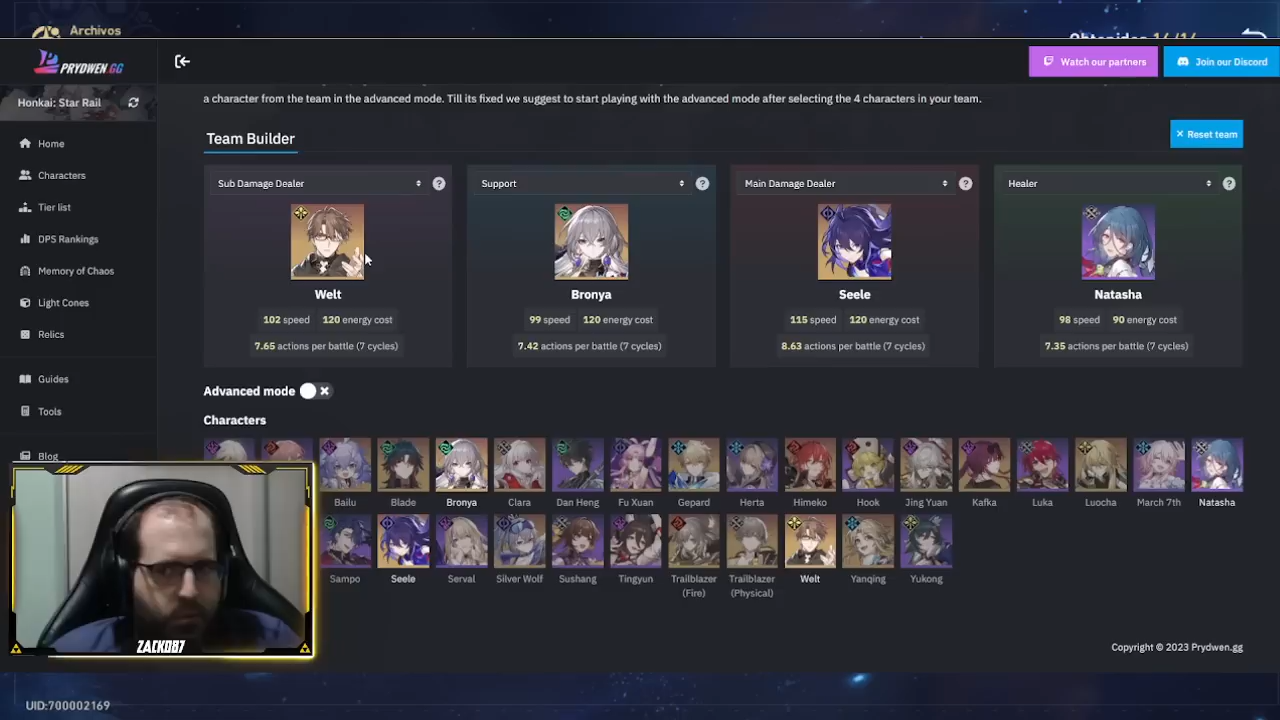 Archivos
Obtenidos 14/14
PRYDWEN.GG
Watch our partners
Join our Discord
Honkai: Star Rail
a character from the team in the advanced mode. Till its fixed we suggest to start playing with the advanced mode after selecting the 4 characters in your team.
Home
Characters
Tier list
DPS Rankings
Memory of Chaos
Light Cones
Relics
Guides
Tools
Blog
Team Builder
Reset team
Sub Damage Dealer
Support
Main Damage Dealer
Healer
Welt
Bronya
Seele
Natasha
102 speed 120 energy cost
99 speed 120 energy cost
115 speed 120 energy cost
98 speed 90 energy cost
7.65 actions per battle (7 cycles)
7.42 actions per battle (7 cycles)
8.63 actions per battle (7 cycles)
7.35 actions per battle (7 cycles)
Advanced mode
Characters
Bailu Blade Bronya Clara Dan Heng Fu Xuan Gepard Herta Himeko Hook Jing Yuan Kafka Luka Luocha March 7th Natasha
Sampo Seele Serval Silver Wolf Sushang Tingyun Trailblazer (Fire) Trailblazer (Physical) Welt Yanqing Yukong
ZACK087
Copyright © 2023 Prydwen.gg
UID:700002169